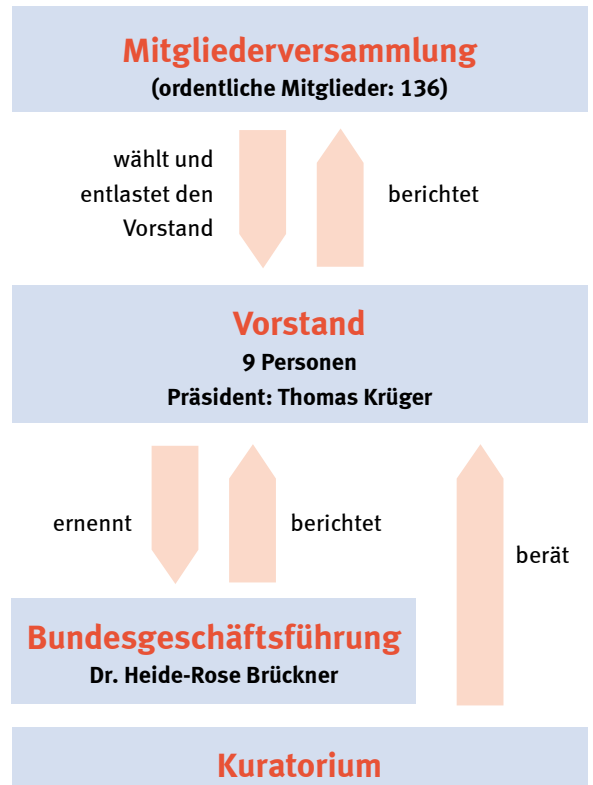 Mitgliederversammlung
(ordentliche Mitglieder: 136)
wählt und
entlastet den
Vorstand
berichtet
Vorstand
9 Personen
Präsident: Thomas Krüger
ernennt
berichtet
berät
Bundesgeschäftsführung
Dr. Heide-Rose Brückner
Kuratorium